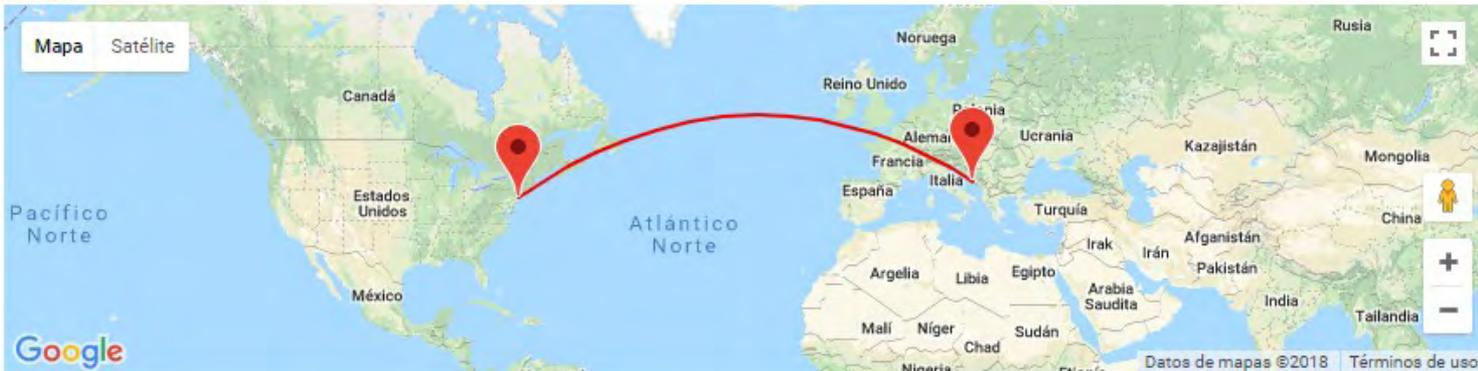 Mapa Satélite
Rusia
Noruega
Reino Unido
Canadá
Ucrania
Kazajistán
Francia
Mongolia
Italia
España
Estados
Unidos
Pacífico
Norte
Atlántico
Norte
Turquía
China
Afganistán
Irak
Irán
Pakistán
Argelia
Libia
Egipto
Arabia
Saudita
India
México
Tailandia
Malí
Níger
Sudán
Chad
Google
Datos de mapas ©2018 Términos de uso